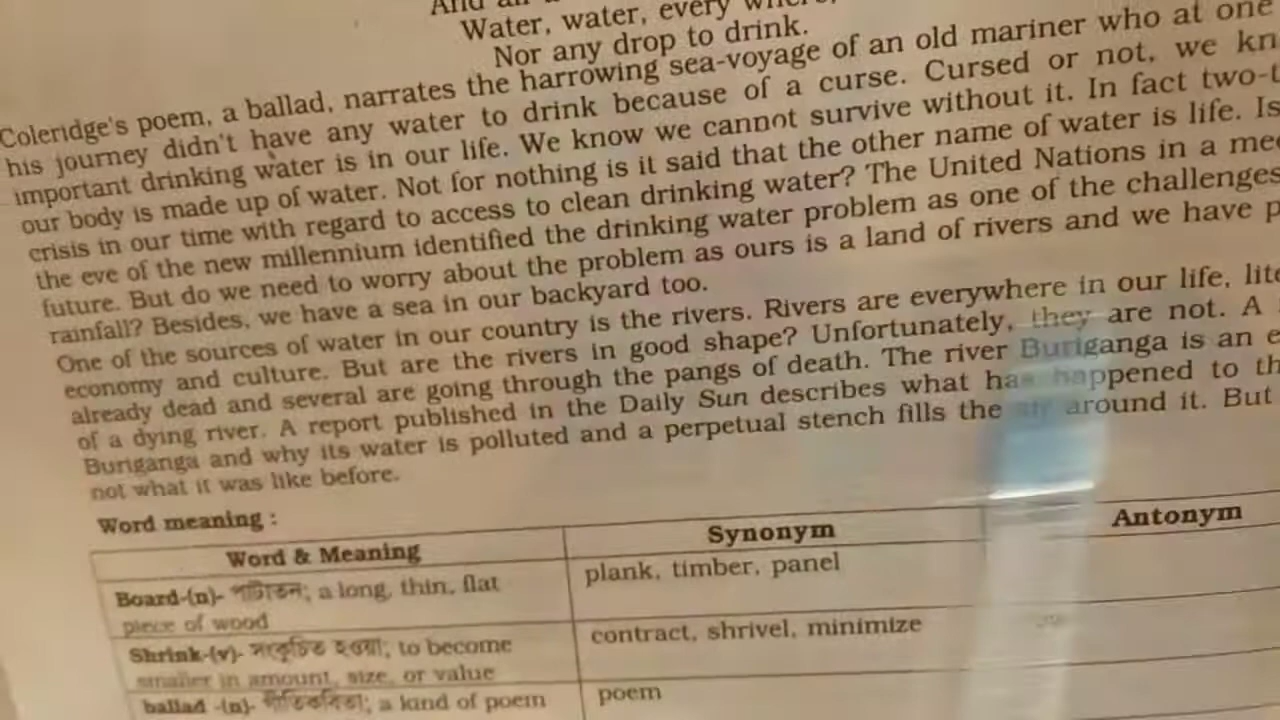 And all
Water, water, every where,
Nor any drop to drink.
Coleridge's poem, a ballad, narrates the harrowing sea-voyage of an old mariner who at one
his journey didn't have any water to drink because of a curse. Cursed or not, we kn
important drinking water is in our life. We know we cannot survive without it. In fact two-t
our body is made up of water. Not for nothing is it said that the other name of water is life. Is
crisis in our time with regard to access to clean drinking water? The United Nations in a mee
the eve of the new millennium identified the drinking water problem as one of the challenges
future. But do we need to worry about the problem as ours is a land of rivers and we have p
rainfall? Besides, we have a sea in our backyard too.
One of the sources of water in our country is the rivers. Rivers are everywhere in our life, lite
economy and culture. But are the rivers in good shape? Unfortunately, they are not. A
already dead and several are going through the pangs of death. The river Buriganga is an e
of a dying river. A report published in the Daily Sun describes what has happened to th
Buriganga and why its water is polluted and a perpetual stench fills the air around it. But
not what it was like before.
Word meaning :
Word & Meaning Synonym Antonym
Board-(n)- পাটাতন; a long, thin, flat plank, timber, panel
piece of wood
Shrink-(v)- সংকুচিত হওয়া; to become contract, shrivel, minimize
smaller in amount, size, or value
ballad -(n)- গীতিকবিতা; a kind of poem poem